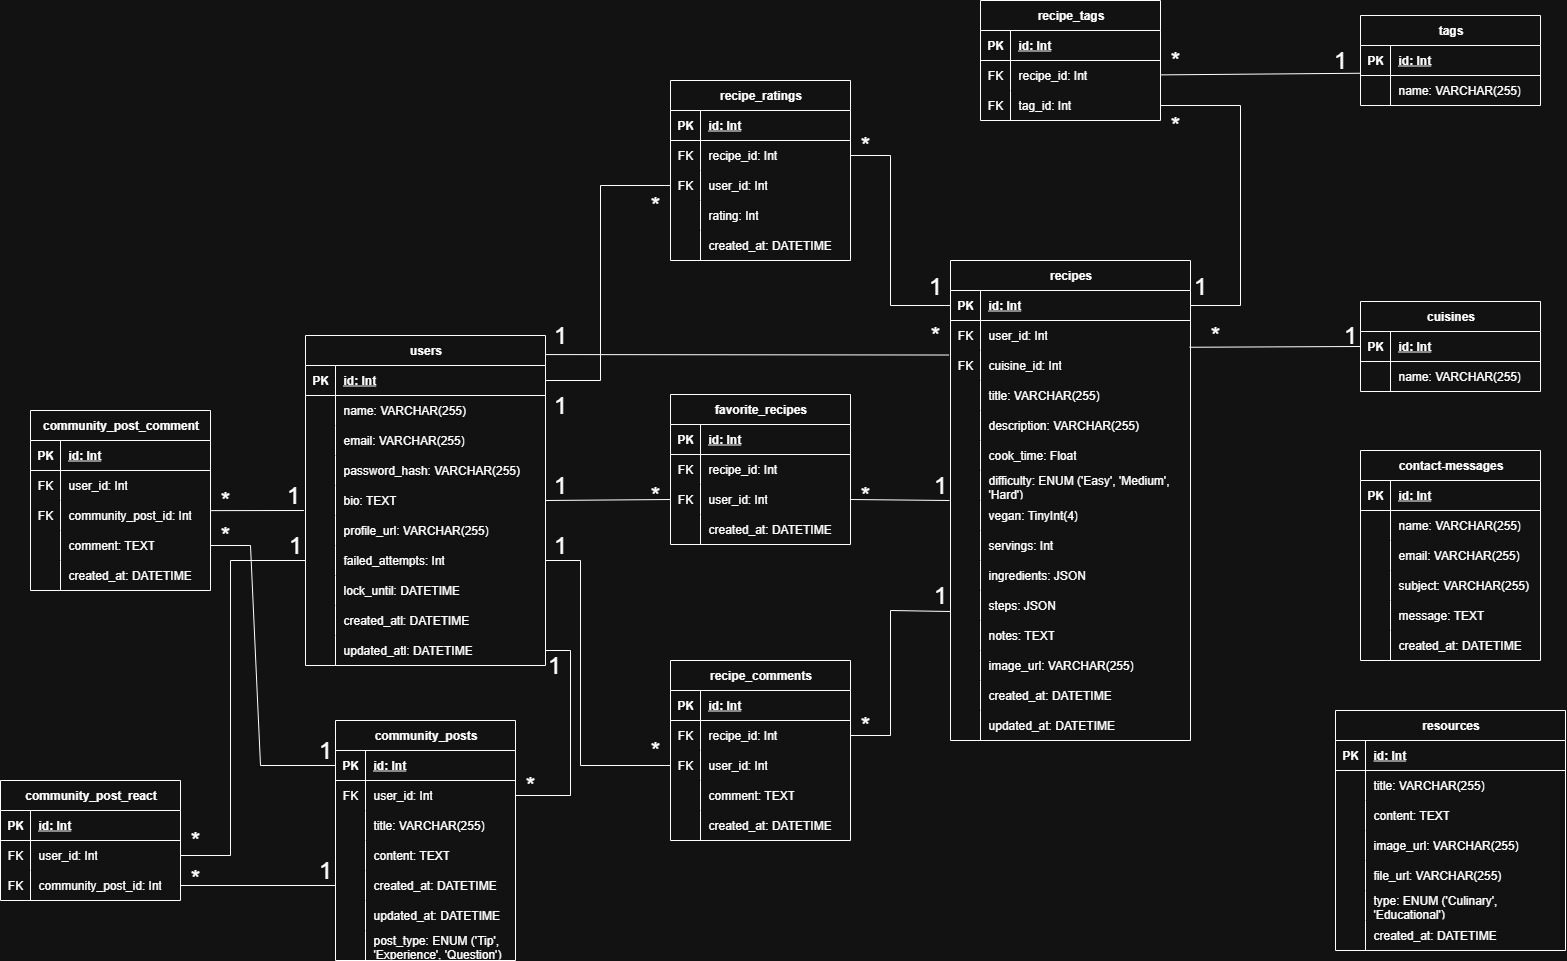 recipe_tags
PK id: Int
FK recipe_id: Int
FK tag_id: Int
*
*
1
tags
PK id: Int
name: VARCHAR(255)
recipe_ratings
PK id: Int
FK recipe_id: Int
FK user_id: Int
rating: Int
created_at: DATETIME
*
*
1
1
*
recipes
PK id: Int
FK user_id: Int
FK cuisine_id: Int
title: VARCHAR(255)
description: VARCHAR(255)
cook_time: Float
difficulty: ENUM ('Easy', 'Medium',
'Hard')
vegan: TinyInt(4)
servings: Int
ingredients: JSON
steps: JSON
notes: TEXT
image_url: VARCHAR(255)
created_at: DATETIME
updated_at: DATETIME
*
1
cuisines
PK id: Int
name: VARCHAR(255)
users
PK id: Int
name: VARCHAR(255)
email: VARCHAR(255)
password_hash: VARCHAR(255)
bio: TEXT
profile_url: VARCHAR(255)
failed_attempts: Int
lock_until: DATETIME
created_atl: DATETIME
updated_atl: DATETIME
1
1
1
1
1
1
1
favorite_recipes
PK id: Int
FK recipe_id: Int
FK user_id: Int
created_at: DATETIME
*
*
1
community_post_comment
PK id: Int
FK user_id: Int
FK community_post_id: Int
comment: TEXT
created_at: DATETIME
*
*
contact-messages
PK id: Int
name: VARCHAR(255)
email: VARCHAR(255)
subject: VARCHAR(255)
message: TEXT
created_at: DATETIME
recipe_comments
PK id: Int
FK recipe_id: Int
FK user_id: Int
comment: TEXT
created_at: DATETIME
*
*
1
community_posts
PK id: Int
FK user_id: Int
title: VARCHAR(255)
content: TEXT
created_at: DATETIME
updated_at: DATETIME
post_type: ENUM ('Tip',
'Experience', 'Question')
1
*
1
community_post_react
PK id: Int
FK user_id: Int
FK community_post_id: Int
*
*
resources
PK id: Int
title: VARCHAR(255)
content: TEXT
image_url: VARCHAR(255)
file_url: VARCHAR(255)
type: ENUM ('Culinary',
'Educational')
created_at: DATETIME